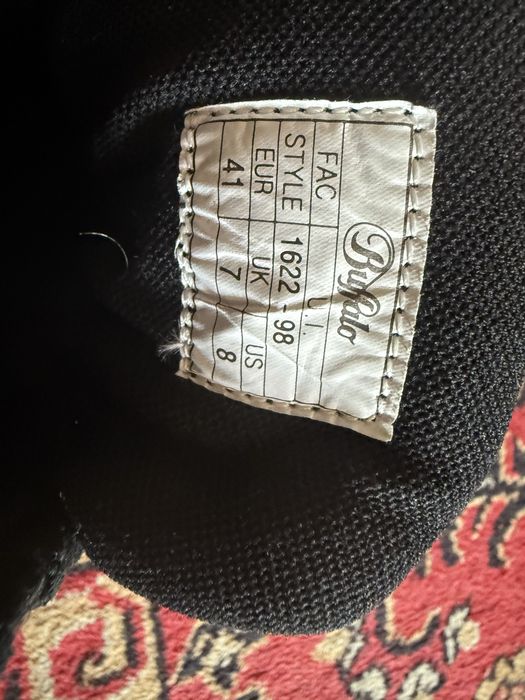 Buffalo
FAC U.I.
STYLE 1622 - 98
EUR UK US
41 7 8